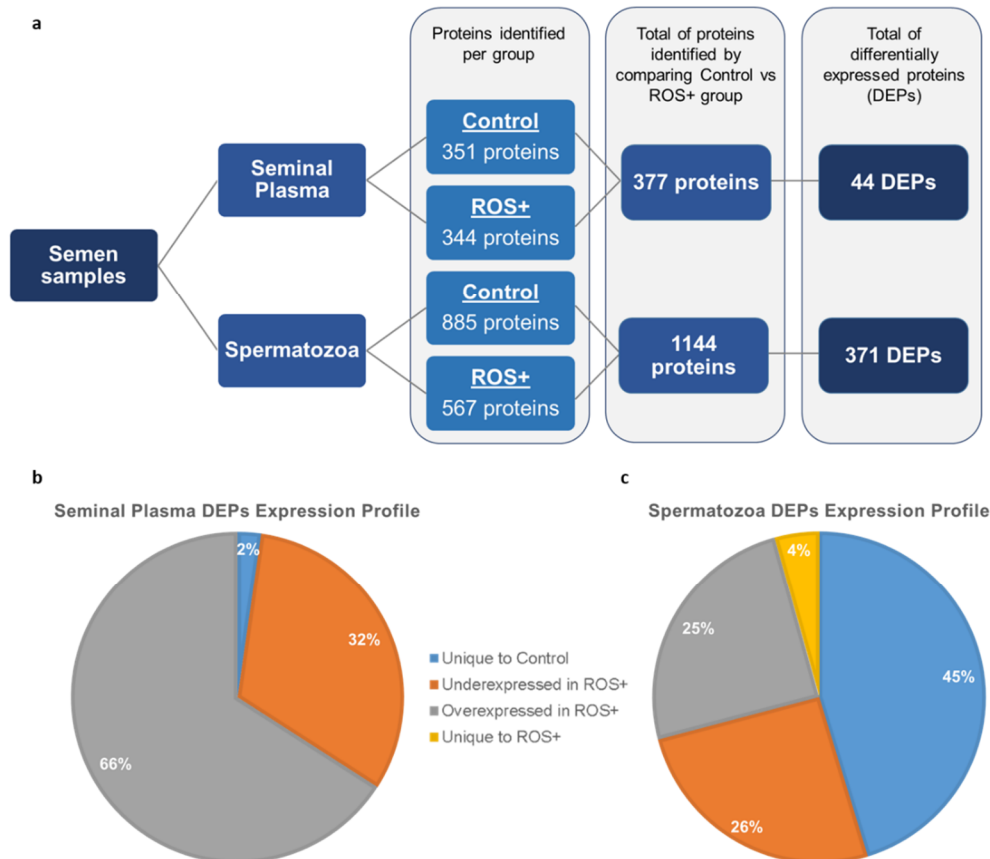 a
Proteins identified
per group
Total of proteins
identified by
comparing Control vs
ROS+ group
Total of
differentially
expressed proteins
(DEPs)
Semen
samples
Seminal
Plasma
Control
351 proteins
ROS+
344 proteins
377 proteins
44 DEPs
Spermatozoa
Control
885 proteins
ROS+
567 proteins
1144
proteins
371 DEPs
b
Seminal Plasma DEPs Expression Profile
2%
32%
66%
Unique to Control
Underexpressed in ROS+
Overexpressed in ROS+
Unique to ROS+
c
Spermatozoa DEPs Expression Profile
4%
25%
45%
26%